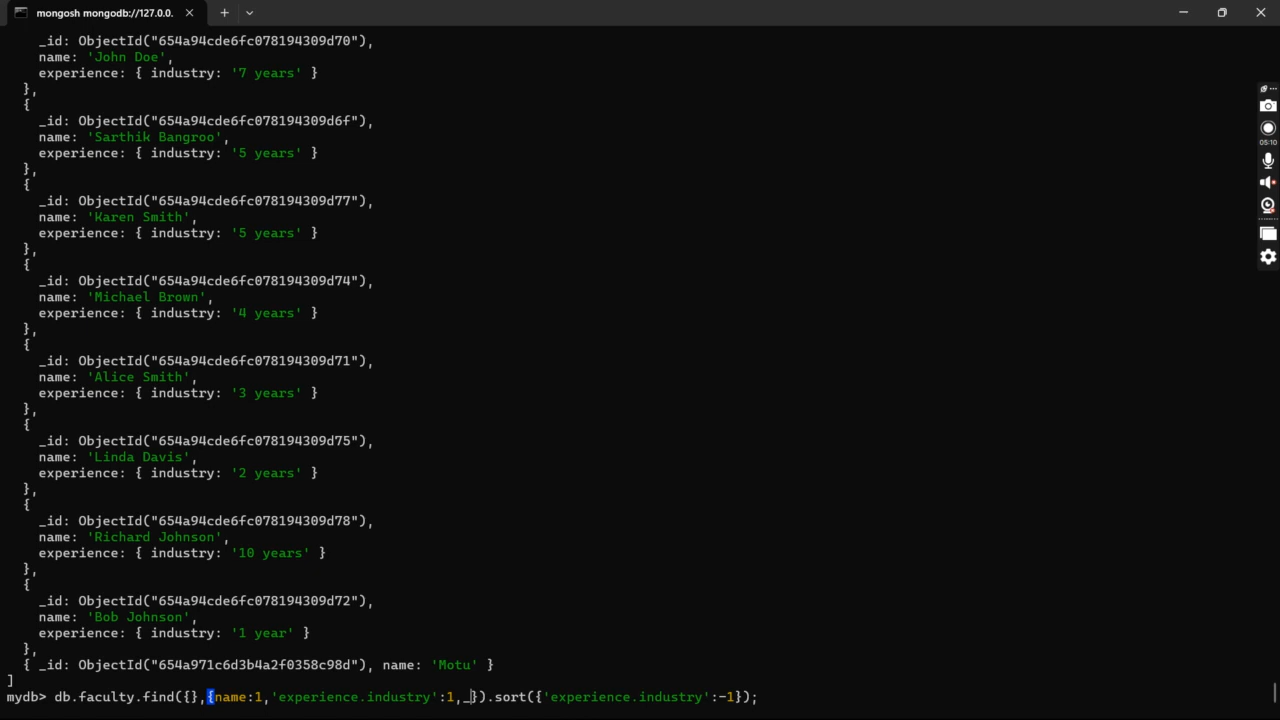 mongosh mongodb://127.0.0.
_id: ObjectId("654a94cde6fc078194309d70"),
name: 'John Doe',
experience: { industry: '7 years' }
},
{
_id: ObjectId("654a94cde6fc078194309d6f"),
name: 'Sarthik Bangroo',
experience: { industry: '5 years' }
},
{
_id: ObjectId("654a94cde6fc078194309d77"),
name: 'Karen Smith',
experience: { industry: '5 years' }
},
{
_id: ObjectId("654a94cde6fc078194309d74"),
name: 'Michael Brown',
experience: { industry: '4 years' }
},
{
_id: ObjectId("654a94cde6fc078194309d71"),
name: 'Alice Smith',
experience: { industry: '3 years' }
},
{
_id: ObjectId("654a94cde6fc078194309d75"),
name: 'Linda Davis',
experience: { industry: '2 years' }
},
{
_id: ObjectId("654a94cde6fc078194309d78"),
name: 'Richard Johnson',
experience: { industry: '10 years' }
},
{
_id: ObjectId("654a94cde6fc078194309d72"),
name: 'Bob Johnson',
experience: { industry: '1 year' }
},
{ _id: ObjectId("654a971c6d3b4a2f0358c98d"), name: 'Motu' }
]
mydb> db.faculty.find({},{name:1,'experience.industry':1,_}).sort({'experience.industry':-1});
05:10